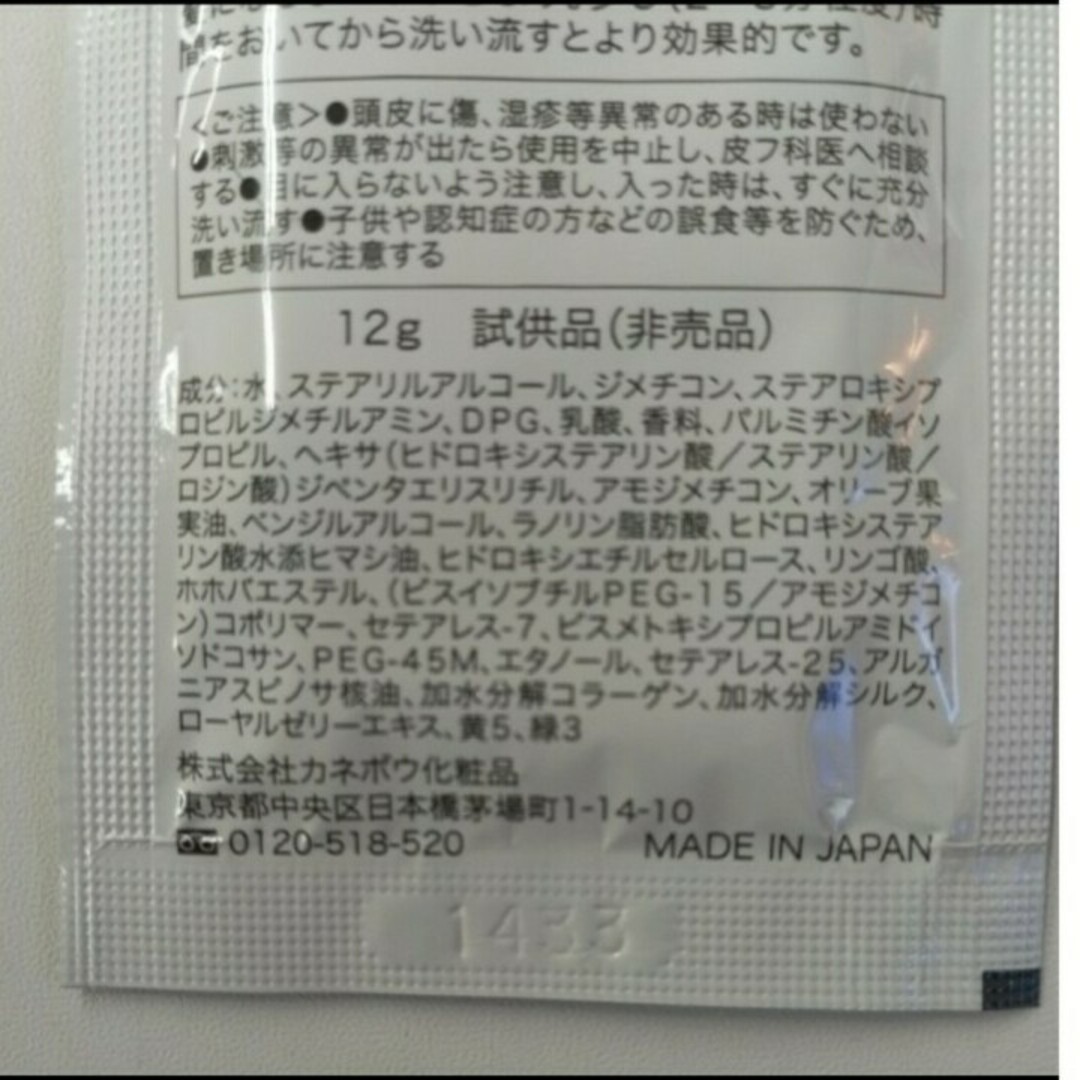 間をおいてから洗い流すとより効果的です。
<ご注意>●頭皮に傷、湿疹等異常のある時は使わない
●刺激等の異常が出たら使用を中止し、皮フ科医へ相談
する●目に入らないよう注意し、入った時は、すぐに充分
洗い流す●子供や認知症の方などの誤食等を防ぐため、
置き場所に注意する
12g 試供品(非売品)
成分:水、ステアリルアルコール、ジメチコン、ステアロキシプ
ロピルジメチルアミン、DPG、乳酸、香料、パルミチン酸イソ
プロピル、ヘキサ(ヒドロキシステアリン酸/ステアリン酸/
ロジン酸)ジペンタエリスリチル、アモジメチコン、オリーブ果
実油、ベンジルアルコール、ラノリン脂肪酸、ヒドロキシステア
リン酸水添ヒマシ油、ヒドロキシエチルセルロース、リンゴ酸、
ホホバエステル、(ビスイソブチルPEG-15/アモジメチコ
ン)コポリマー、セテアレス-7、ビスメトキシプロピルアミドイ
ソドコサン、PEG-45M、エタノール、セテアレス-25、アルガ
ニアスピノサ核油、加水分解コラーゲン、加水分解シルク、
ローヤルゼリーエキス、黄5、緑3
株式会社カネボウ化粧品
東京都中央区日本橋茅場町1-14-10
0120-518-520 MADE IN JAPAN
1433